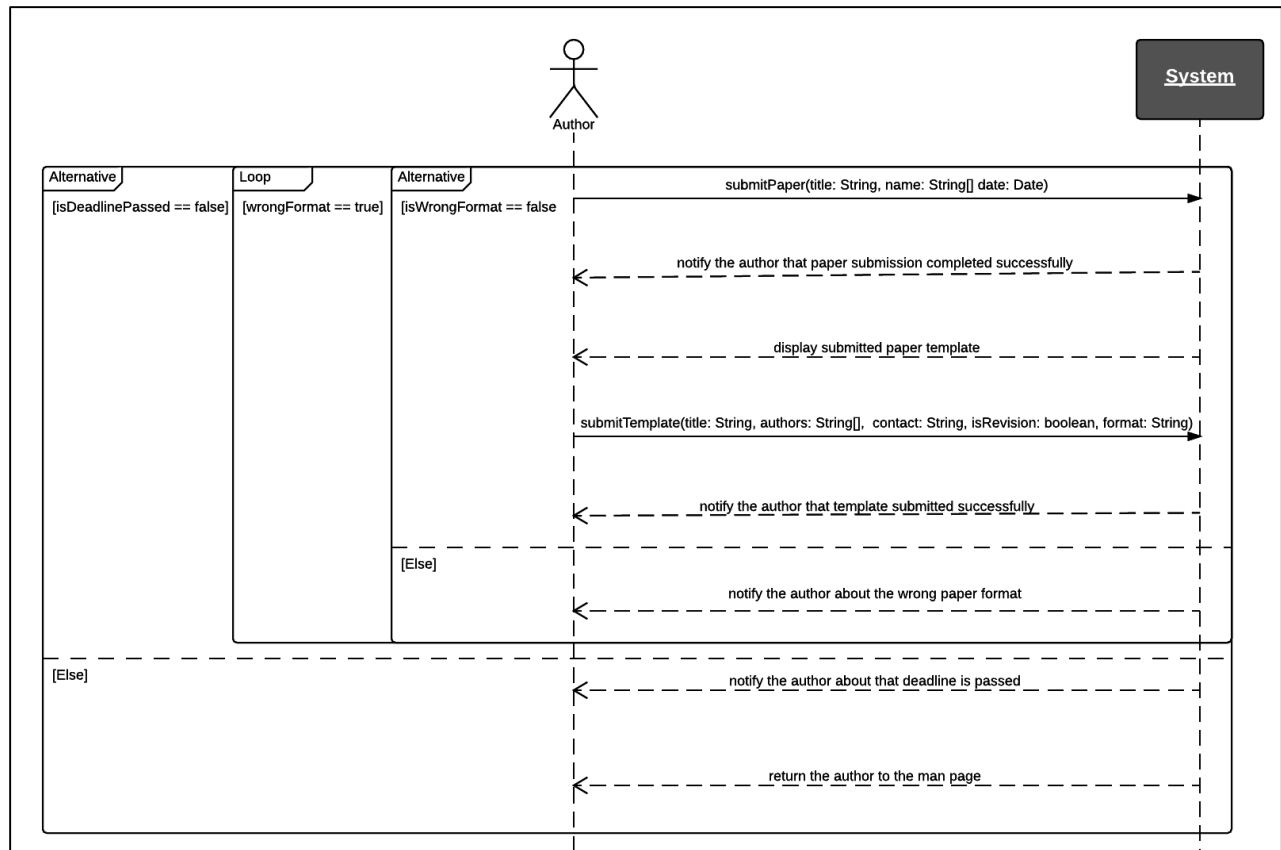 Author
System
Alternative
Loop
Alternative
[isDeadlinePassed == false]
[wrongFormat == true]
[isWrongFormat == false
submitPaper(title: String, name: String[] date: Date)
notify the author that paper submission completed successfully
display submitted paper template
submitTemplate(title: String, authors: String[], contact: String, isRevision: boolean, format: String)
notify the author that template submitted successfully
[Else]
notify the author about the wrong paper format
[Else]
notify the author about that deadline is passed
return the author to the man page